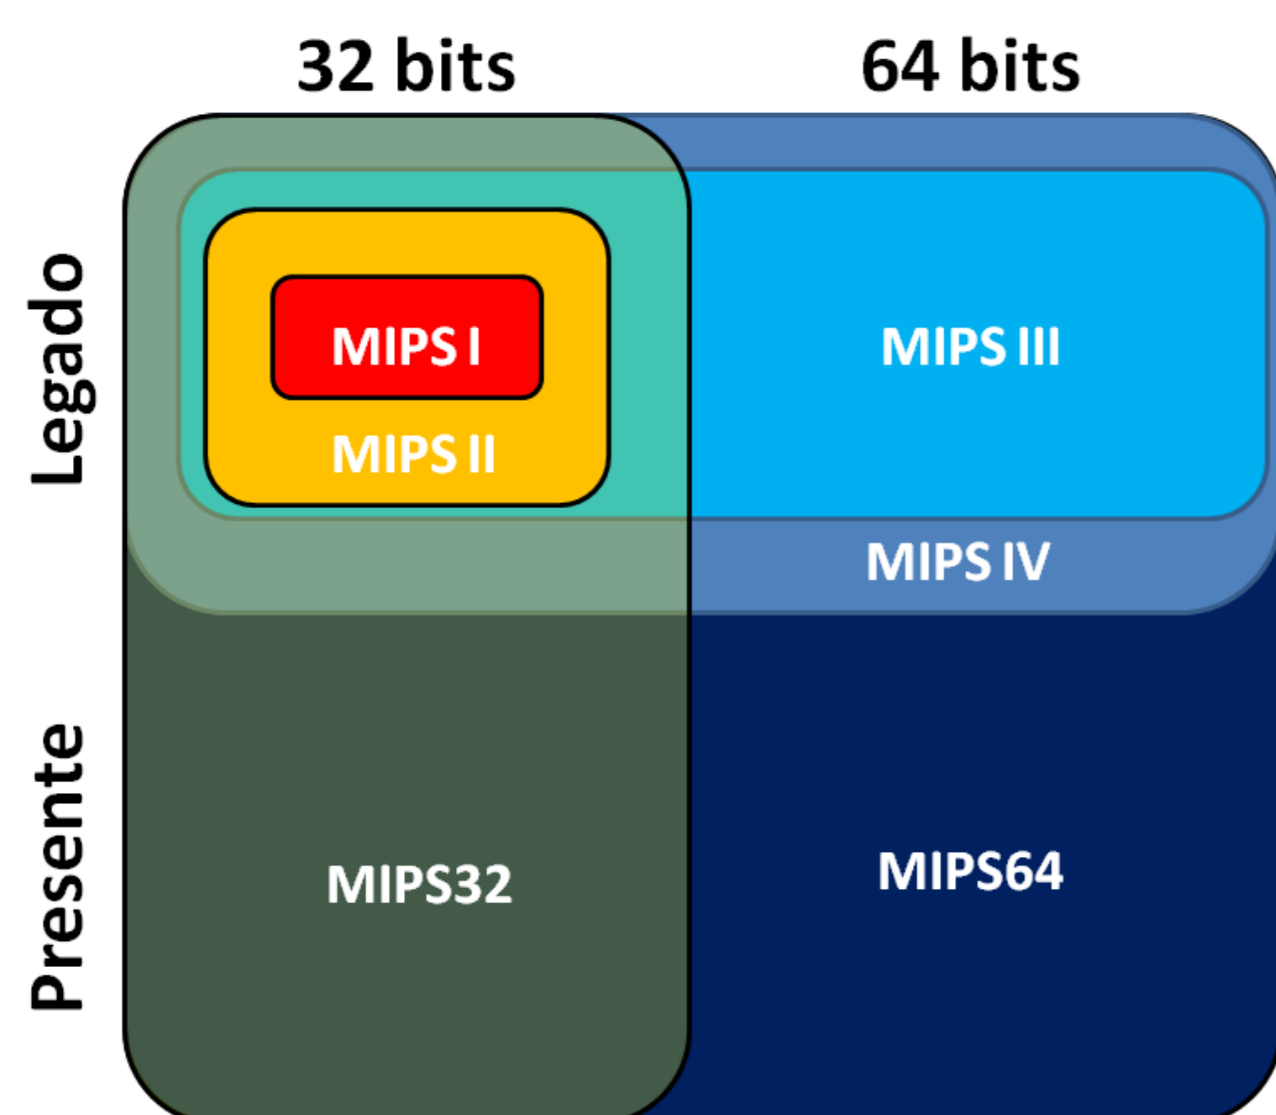 32 bits
64 bits
Legado
MIPS I
MIPS III
MIPS II
MIPS IV
Presente
MIPS32
MIPS64